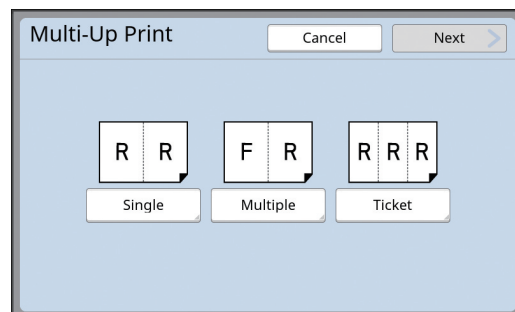 Multi-Up Print Cancel Next
R R F R R R R
Single Multiple Ticket